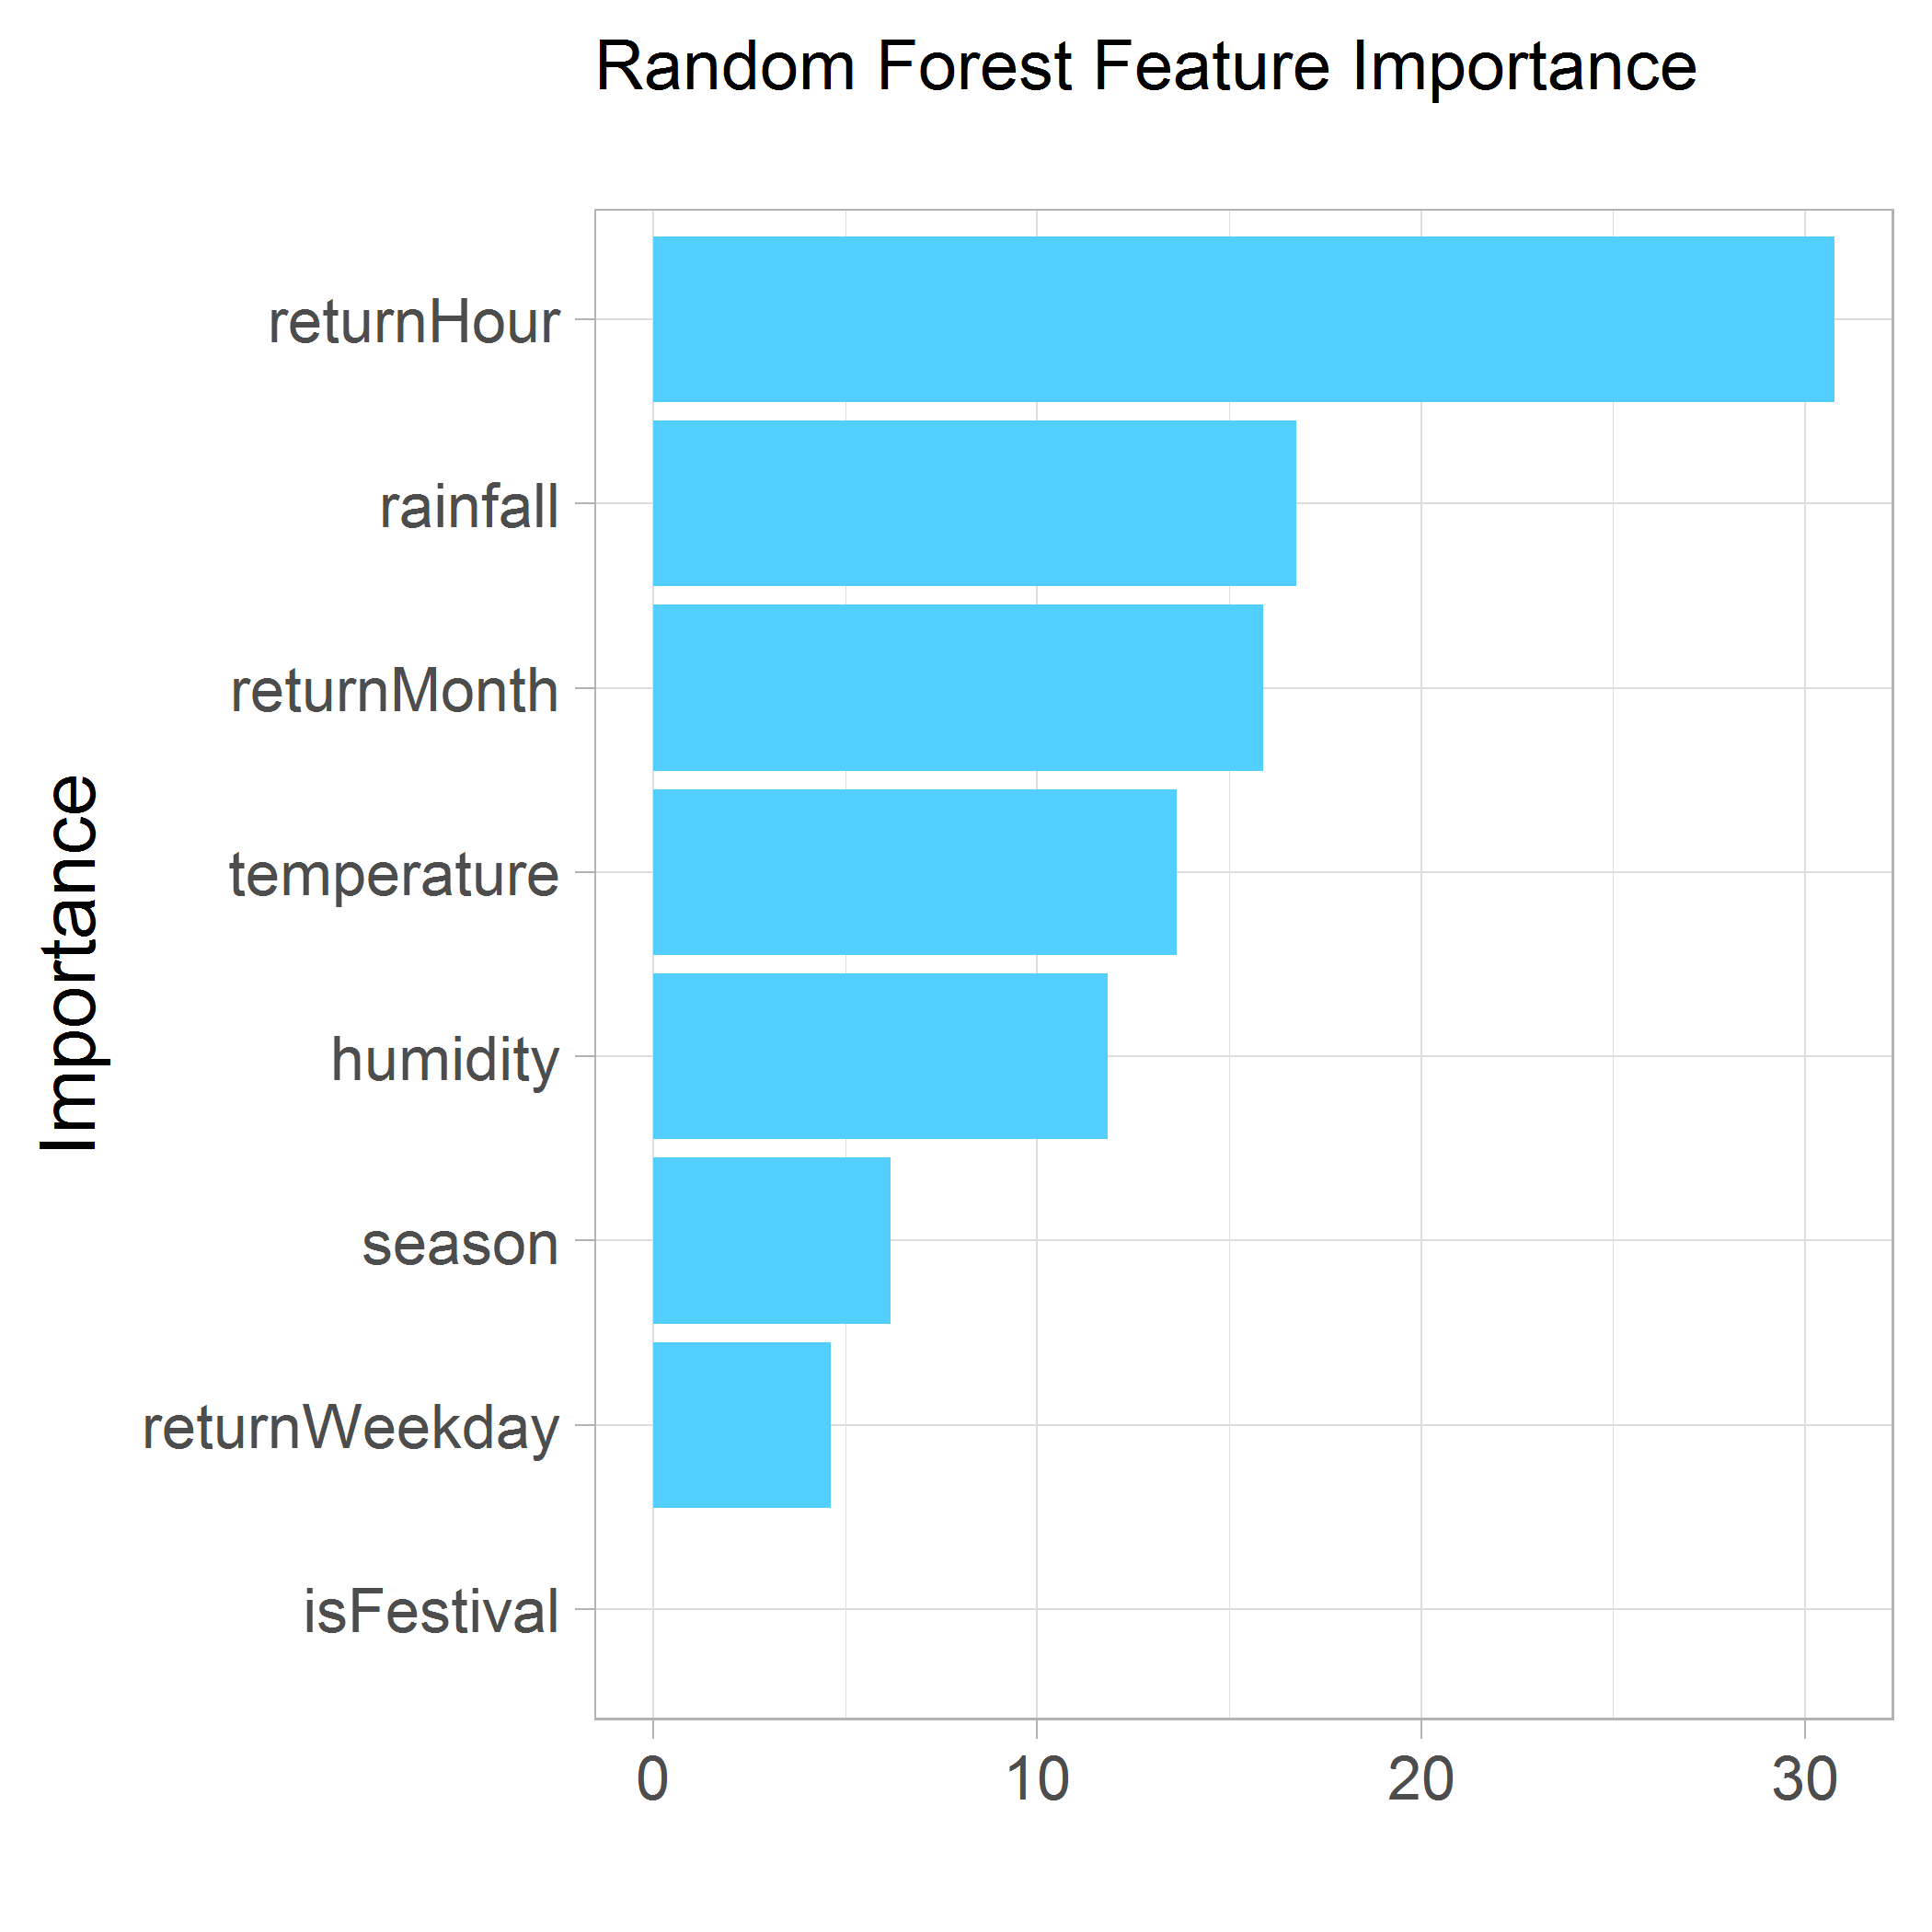 Random Forest Feature Importance
Importance
returnHour
rainfall
returnMonth
temperature
humidity
season
returnWeekday
isFestival
0 10 20 30